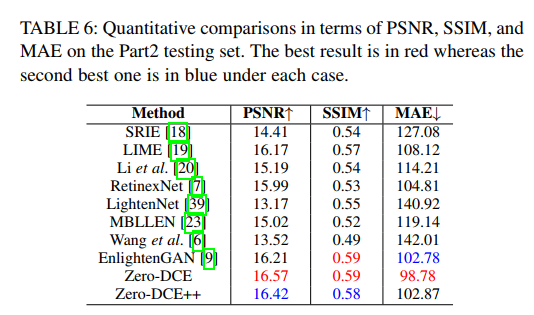 TABLE 6: Quantitative comparisons in terms of PSNR, SSIM, and
MAE on the Part2 testing set. The best result is in red whereas the
second best one is in blue under each case.
Method PSNR↑ SSIM↑ MAE↓
SRIE [18] 14.41 0.54 127.08
LIME [19] 16.17 0.57 108.12
Li et al. [20] 15.19 0.54 114.21
RetinexNet [7] 15.99 0.53 104.81
LightenNet [39] 13.17 0.55 140.92
MBLLEN [23] 15.02 0.52 119.14
Wang et al. [6] 13.52 0.49 142.01
EnlightenGAN [9] 16.21 0.59 102.78
Zero-DCE 16.57 0.59 98.78
Zero-DCE++ 16.42 0.58 102.87